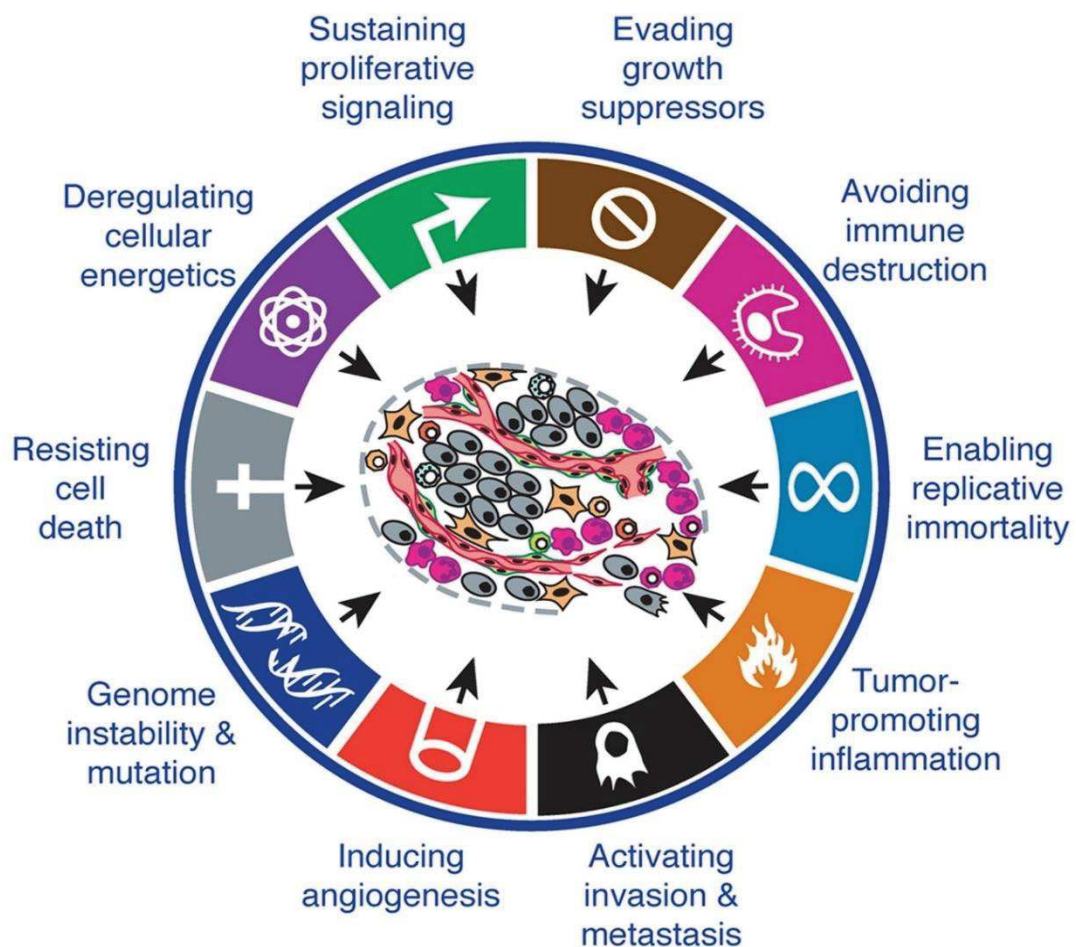 Sustaining
proliferative
signaling
Evading
growth
suppressors
Avoiding
immune
destruction
Enabling
replicative
immortality
Tumor-
promoting
inflammation
Activating
invasion &
metastasis
Inducing
angiogenesis
Genome
instability &
mutation
Resisting
cell
death
Deregulating
cellular
energetics